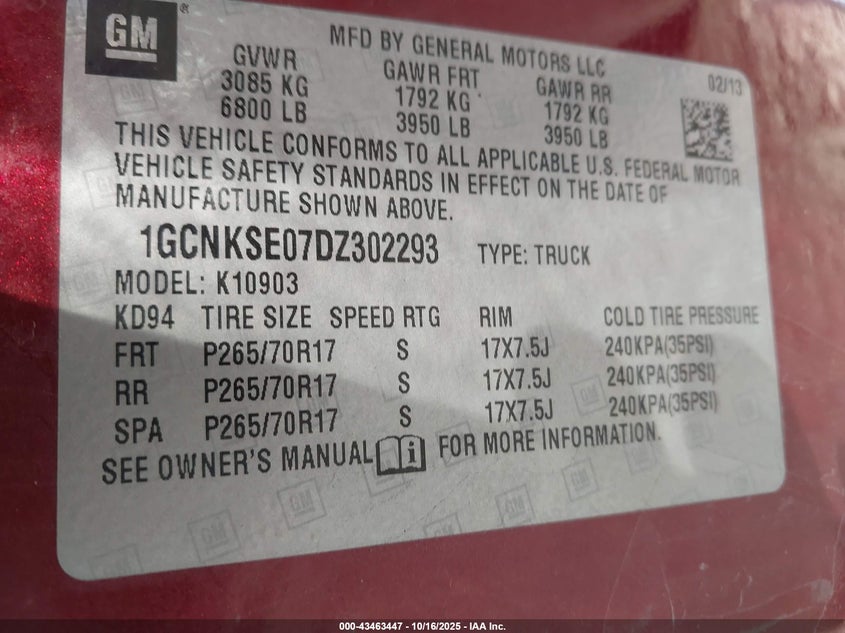 GM®
MFD BY GENERAL MOTORS LLC
GVWR GAWR FRT GAWR RR 02/13
3085 KG 1792 KG 1792 KG
6800 LB 3950 LB 3950 LB
THIS VEHICLE CONFORMS TO ALL APPLICABLE U.S. FEDERAL MOTOR
VEHICLE SAFETY STANDARDS IN EFFECT ON THE DATE OF
MANUFACTURE SHOWN ABOVE.
1GCNKSE07DZ302293 TYPE: TRUCK
MODEL: K10903
KD94 TIRE SIZE SPEED RTG RIM COLD TIRE PRESSURE
FRT P265/70R17 S 17X7.5J 240KPA(35PSI)
RR P265/70R17 S 17X7.5J 240KPA(35PSI)
SPA P265/70R17 S 17X7.5J 240KPA(35PSI)
SEE OWNER'S MANUAL i FOR MORE INFORMATION.
000-43463447 - 10/16/2025 - IAA Inc.